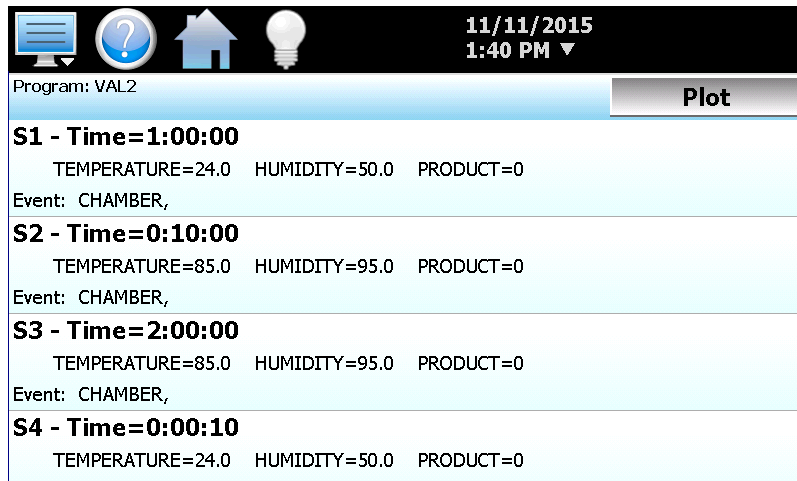 11/11/2015
1:40 PM ▼
Program: VAL2
Plot
S1 - Time=1:00:00
TEMPERATURE=24.0 HUMIDITY=50.0 PRODUCT=0
Event: CHAMBER,
S2 - Time=0:10:00
TEMPERATURE=85.0 HUMIDITY=95.0 PRODUCT=0
Event: CHAMBER,
S3 - Time=2:00:00
TEMPERATURE=85.0 HUMIDITY=95.0 PRODUCT=0
Event: CHAMBER,
S4 - Time=0:00:10
TEMPERATURE=24.0 HUMIDITY=50.0 PRODUCT=0